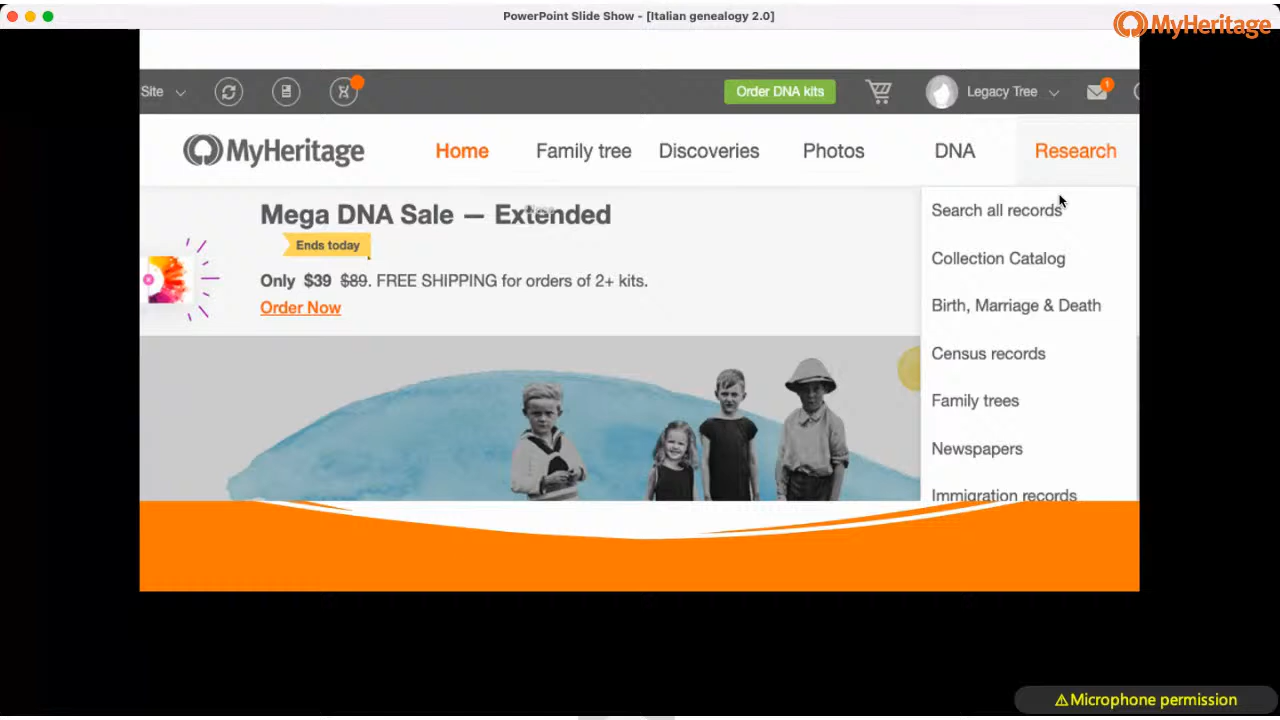 PowerPoint Slide Show - [Italian genealogy 2.0]
MyHeritage
Site
Order DNA kits
Legacy Tree
1
MyHeritage
Home Family tree Discoveries Photos DNA Research
Mega DNA Sale — Extended
Ends today
Only $39 $89. FREE SHIPPING for orders of 2+ kits.
Order Now
Search all records
Collection Catalog
Birth, Marriage & Death
Census records
Family trees
Newspapers
Immigration records
⚠Microphone permission